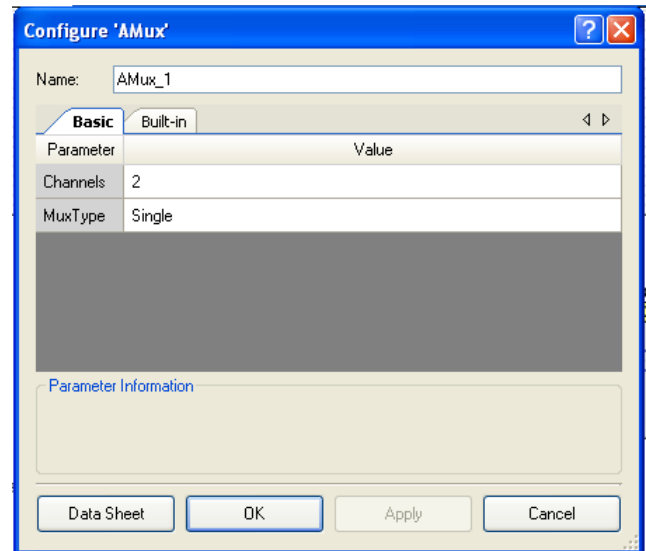 Configure 'AMux'
Name: AMux_1
Basic Built-in
Parameter Value
Channels 2
MuxType Single
Parameter Information
Data Sheet OK Apply Cancel